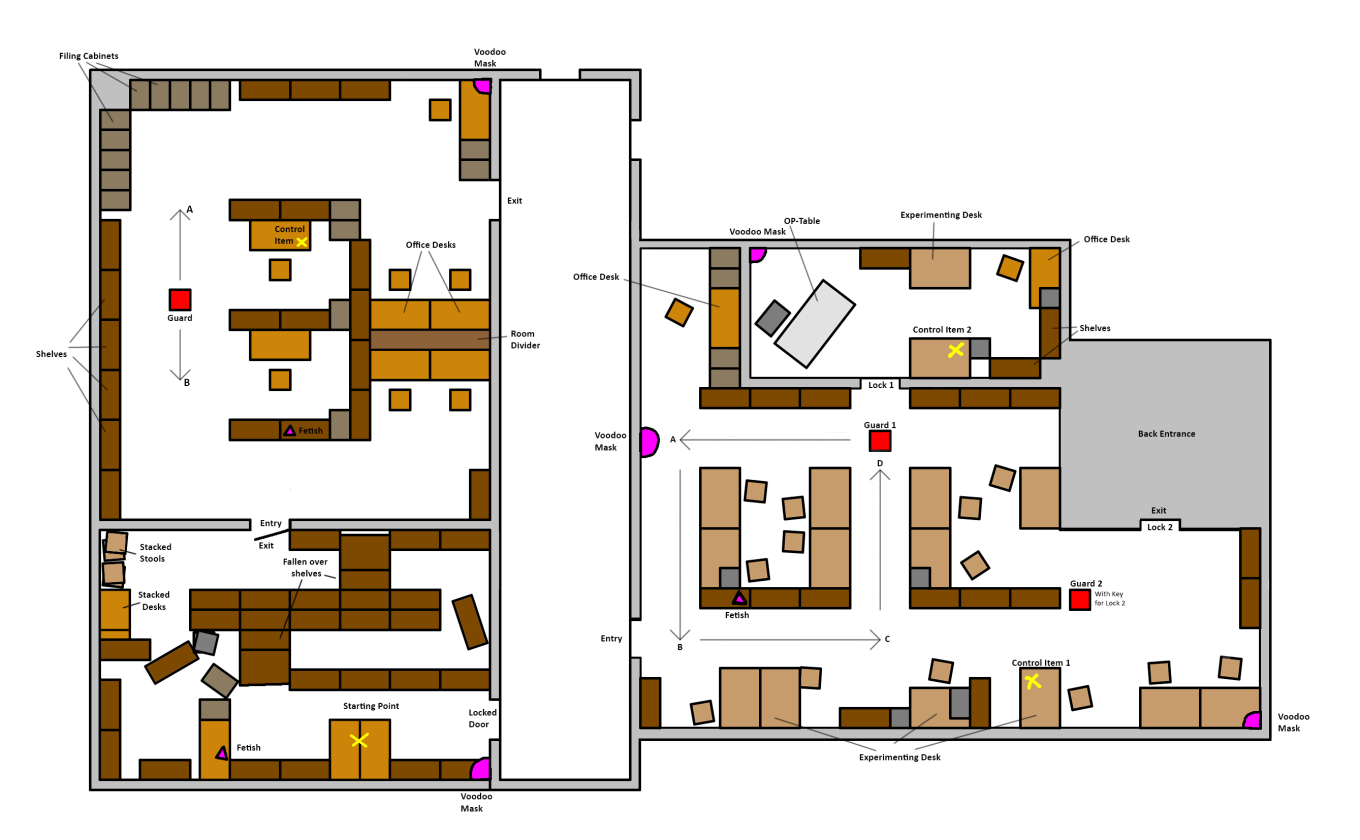 Filing Cabinets
Voodoo
Mask
A
Exit
Control
Item
Office Desks
Guard
Shelves
B
Room
Divider
Fetish
Entry
Exit
Stacked
Stools
Fallen over
shelves
Stacked
Desks
Starting Point
Locked
Door
Fetish
Voodoo
Mask
OP-Table
Experimenting Desk
Voodoo Mask
Office Desk
Office Desk
Control Item 2
Shelves
Lock 1
Guard 1
Voodoo
Mask
A
D
Back Entrance
Exit
Lock 2
Guard 2
With Key
for Lock 2
Fetish
Entry
B
C
Control Item 1
Voodoo
Mask
Experimenting Desk